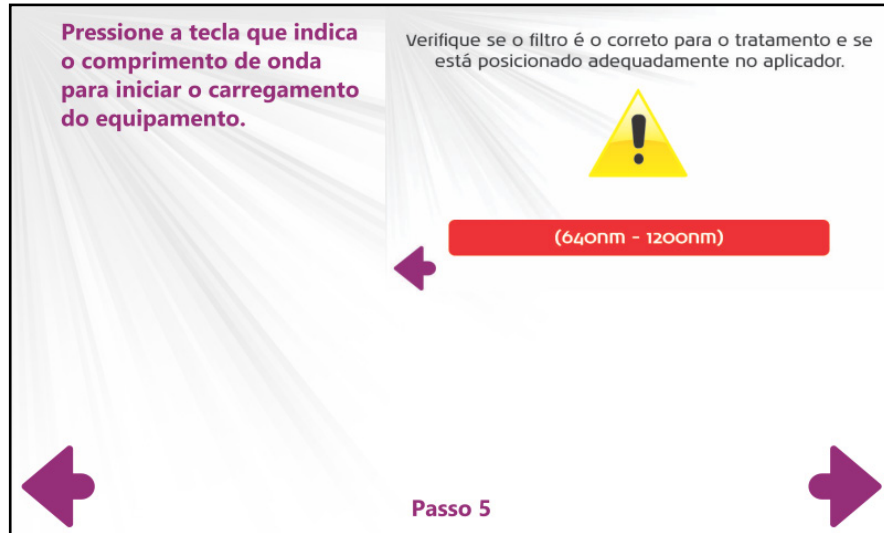 Pressione a tecla que indica
o comprimento de onda
para iniciar o carregamento
do equipamento.
Verifique se o filtro é o correto para o tratamento e se
está posicionado adequadamente no aplicador.
(640nm - 1200nm)
Passo 5